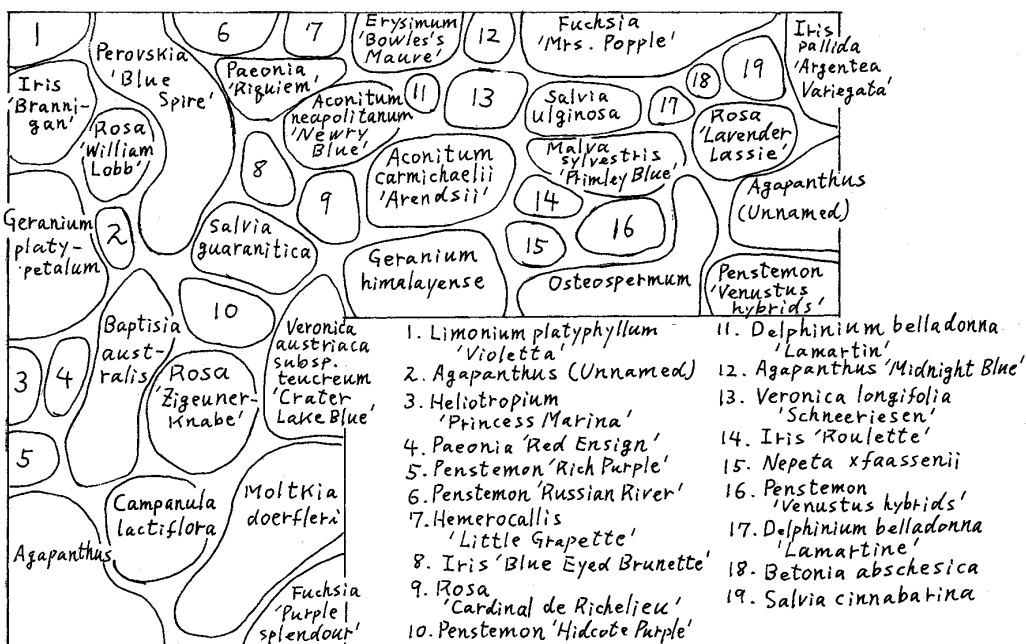 1
Perovskia
'Blue
Spire'
6
7
Erysimum
'Bowles's
Mauve'
12
Fuchsia
'Mrs. Popple'
Iris
pallida
'Argentea
Variegata'
Iris
'Branni-
gan'
Rosa
'William
Lobb'
Paeonia
'Riquiem'
Aconitum
neapolitanum
'Newry
Blue'
11
13
Salvia
ulginosa
17
18
19
Rosa
'Lavender
Lassie'
8
9
Aconitum
carmichaelii
'Arendsii'
Malva
sylvestris
'Primley Blue'
14
15
16
Agapanthus
(Unnamed)
Geranium
platy-
petalum
2
Salvia
guaranitica
Geranium
himalayense
Osteospermum
Penstemon
'Venustus
hybrids'
10
Baptisia
aust-
ralis
3
4
Rosa
'Zigeuner-
Knabe'
Veronica
austriaca
subsp.
teucreum
'Crater
Lake Blue'
5
Campanula
lactiflora
Moltkia
doerfleri
Agapanthus
Fuchsia
'Purple
splendour'
1. Limonium platyphyllum
'Violetta'
2. Agapanthus (Unnamed)
3. Heliotropium
'Princess Marina'
4. Paeonia 'Red Ensign'
5. Penstemon 'Rich Purple'
6. Penstemon 'Russian River'
7. Hemerocallis
'Little Grapette'
8. Iris 'Blue Eyed Brunette'
9. Rosa
'Cardinal de Richelieu'
10. Penstemon 'Hidcote Purple'
11. Delphinium belladonna
'Lamartin'
12. Agapanthus 'Midnight Blue'
13. Veronica longifolia
'Schneeriesen'
14. Iris 'Roulette'
15. Nepeta x faassenii
16. Penstemon
'Venustus hybrids'
17. Delphinium belladonna
'Lamartine'
18. Betonia abschesica
19. Salvia cinnabarina